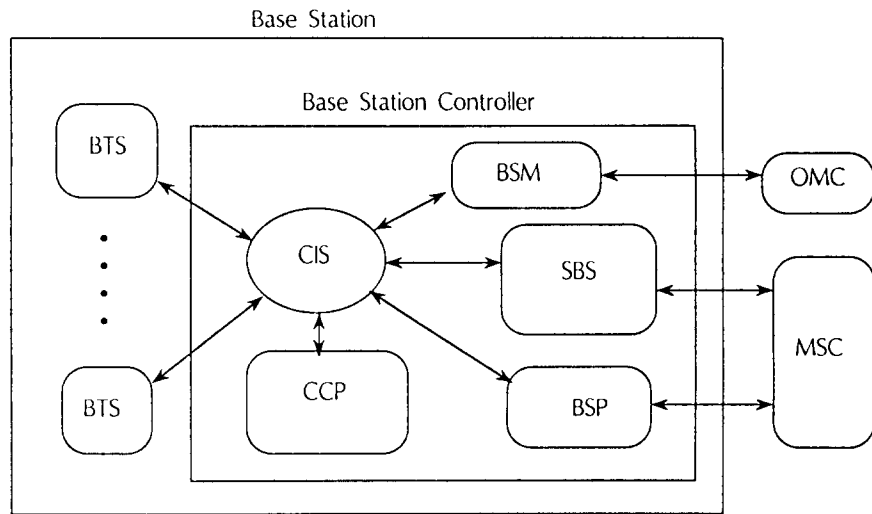 Base Station
Base Station Controller
BTS
BSM
OMC
CIS
SBS
MSC
CCP
BTS
BSP